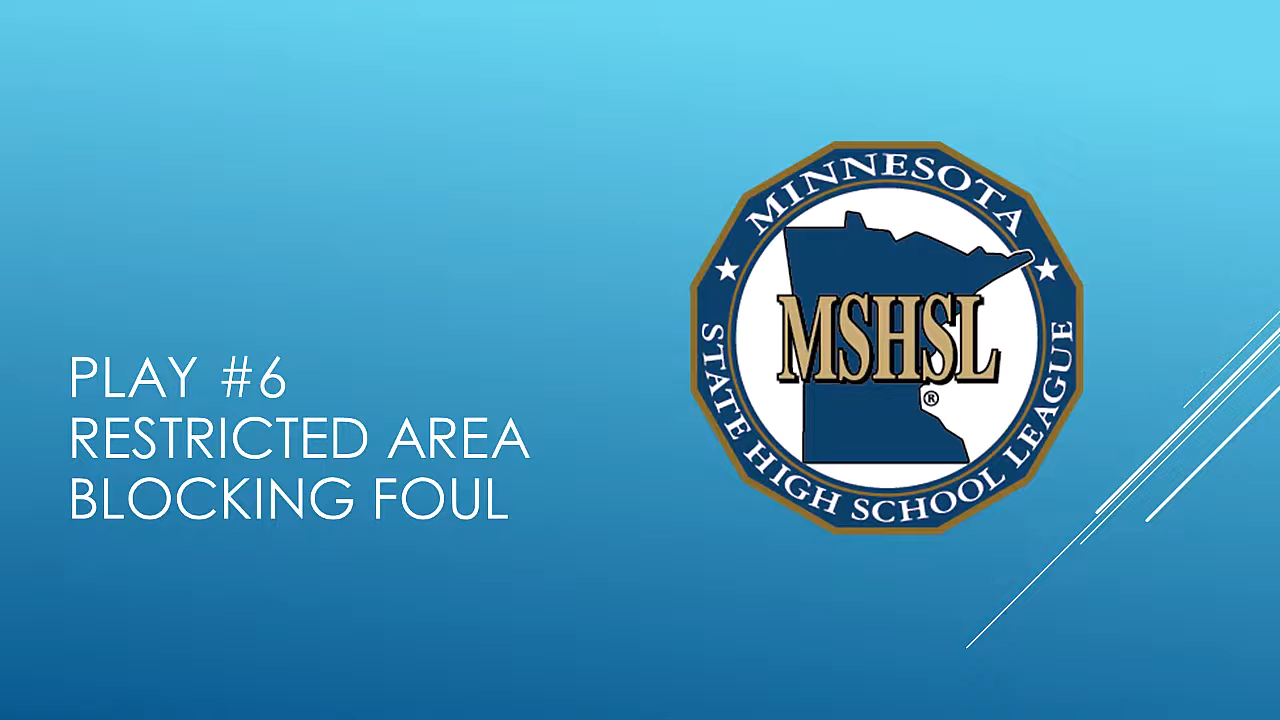 PLAY #6
RESTRICTED AREA
BLOCKING FOUL
MINNESOTA
MSHSL
®
STATE HIGH SCHOOL LEAGUE